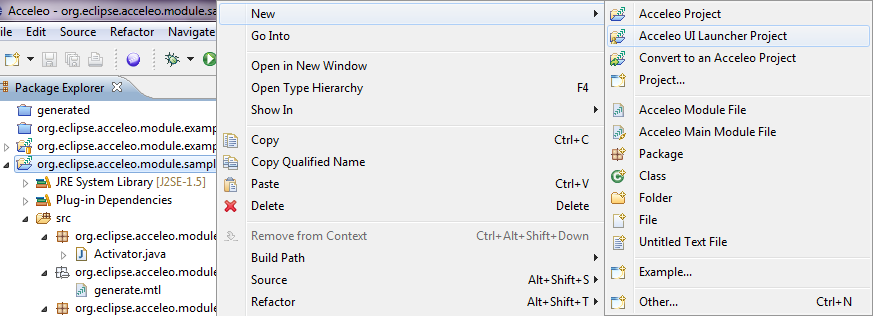 Acceleo - org.eclipse.acceleo.module.sam
File Edit Source Refactor Navigate
Package Explorer
generated
org.eclipse.acceleo.module.examp
org.eclipse.acceleo.module.examp
org.eclipse.acceleo.module.sampl
JRE System Library [J2SE-1.5]
Plug-in Dependencies
src
org.eclipse.acceleo.module
Activator.java
org.eclipse.acceleo.module
generate.mtl
org.eclipse.acceleo.module
New
Go Into
Open in New Window
Open Type Hierarchy F4
Show In
Copy Ctrl+C
Copy Qualified Name
Paste Ctrl+V
Delete Delete
Remove from Context Ctrl+Alt+Shift+Down
Build Path
Source Alt+Shift+S
Refactor Alt+Shift+T
Acceleo Project
Acceleo UI Launcher Project
Convert to an Acceleo Project
Project...
Acceleo Module File
Acceleo Main Module File
Package
Class
Folder
File
Untitled Text File
Example...
Other... Ctrl+N